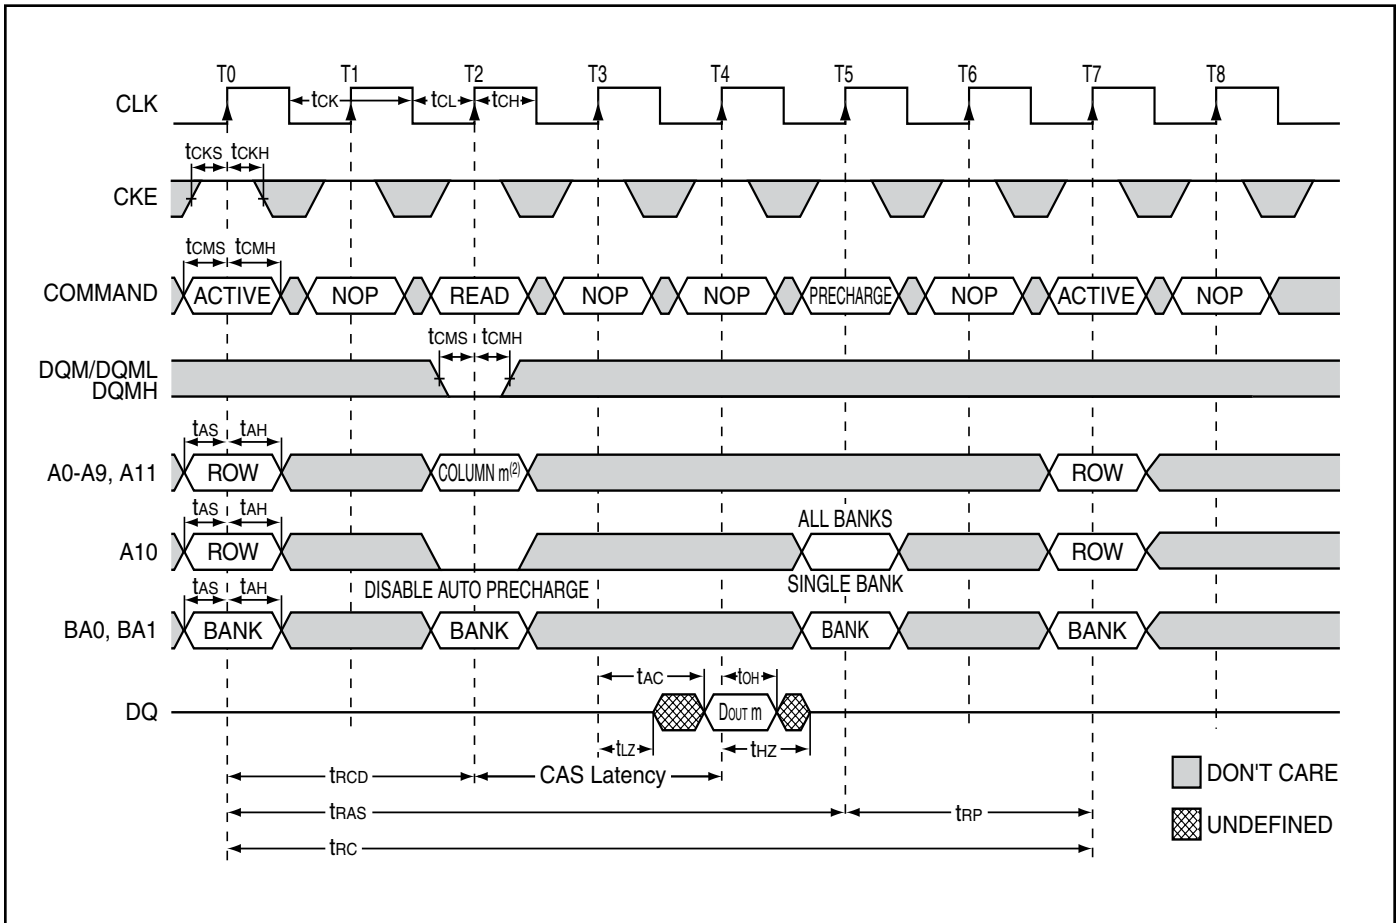 T0 T1 T2 T3 T4 T5 T6 T7 T8
CLK tCK tCL tCH
tCKS tCKH
CKE
tCMS tCMH
COMMAND ACTIVE NOP READ NOP NOP PRECHARGE NOP ACTIVE NOP
tCMS tCMH
DQM/DQML
DQMH
tAS tAH
A0-A9, A11 ROW COLUMN m(2) ROW
tAS tAH ALL BANKS
A10 ROW ROW
DISABLE AUTO PRECHARGE SINGLE BANK
tAS tAH
BA0, BA1 BANK BANK BANK BANK
tAC tOH
DQ DOUT m
tLZ tHZ
tRCD CAS Latency
DON'T CARE
tRAS tRP
UNDEFINED
tRC